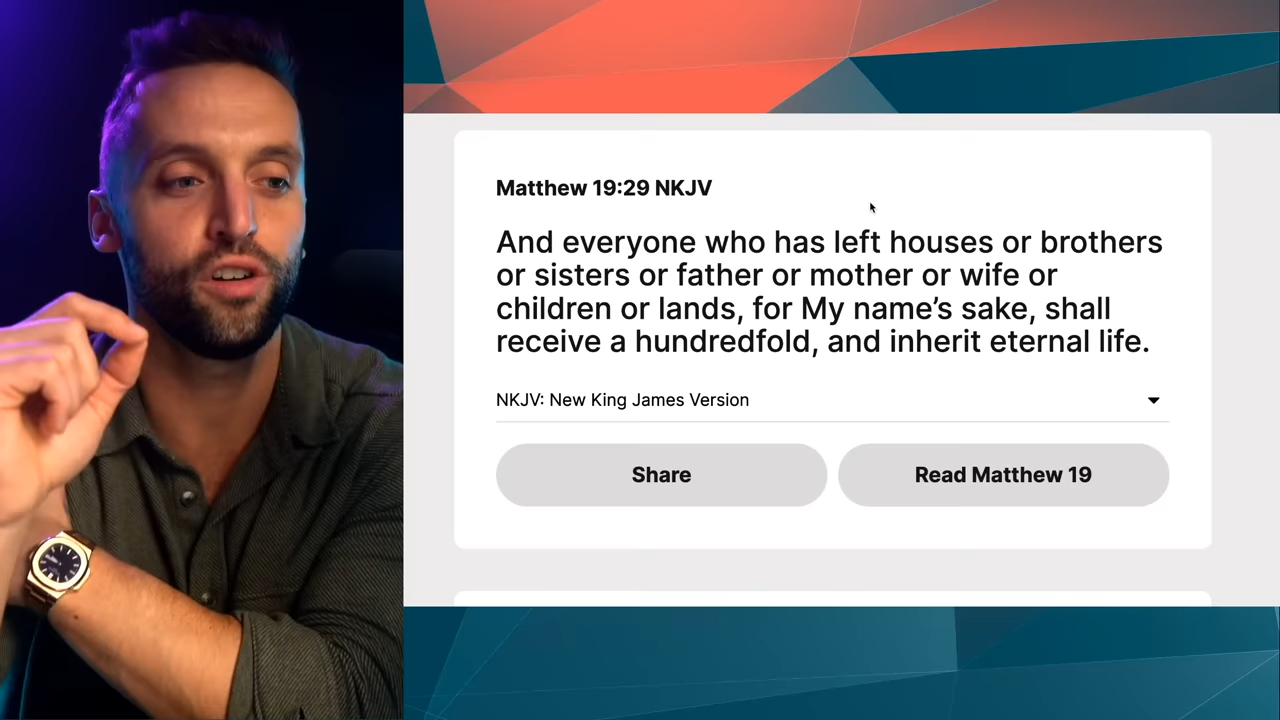 Matthew 19:29 NKJV
And everyone who has left houses or brothers
or sisters or father or mother or wife or
children or lands, for My name’s sake, shall
receive a hundredfold, and inherit eternal life.
NKJV: New King James Version
Share
Read Matthew 19